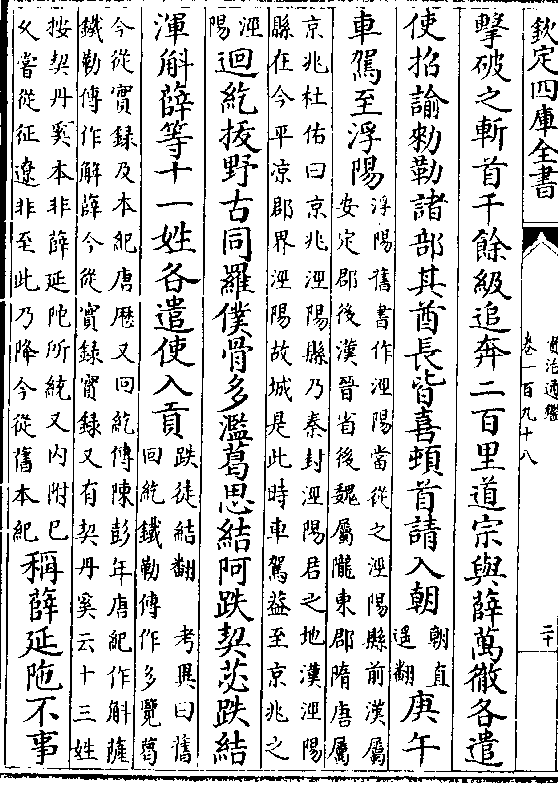 欽定四庫全書
資治通鑑
卷一百九十八
二十
擊破之斬首千餘級追奔二百里道宗與薛萬徹各遣
使招諭勑勒諸部其酋長皆喜頓首請入朝朝直遥翻庚午
車駕至浮陽浮陽舊書作涇陽當從之涇陽縣前漢屬安定郡後漢晉省後魏屬隴東郡隋唐屬
京兆杜佑曰京兆涇陽縣乃秦封涇陽君之地漢涇陽縣在今平凉郡界涇陽故城是此時車駕葢至京兆之
涇陽迴紇拔野古同羅僕骨多濫葛思結阿跌契苾跌結
渾斛薛等十一姓各遣使入貢跌徒結翻考異曰舊回紇鐵勒傳作多覽葛
今從實録及本紀唐歷又回紇傳陳彭年唐紀作斛薩鐵勒傳作解薛今從實録實録又有契丹奚云十三姓
按契丹奚本非薛延陀所統又内附已乆嘗從征遼非至此乃降今從舊本紀稱薛延陁不事